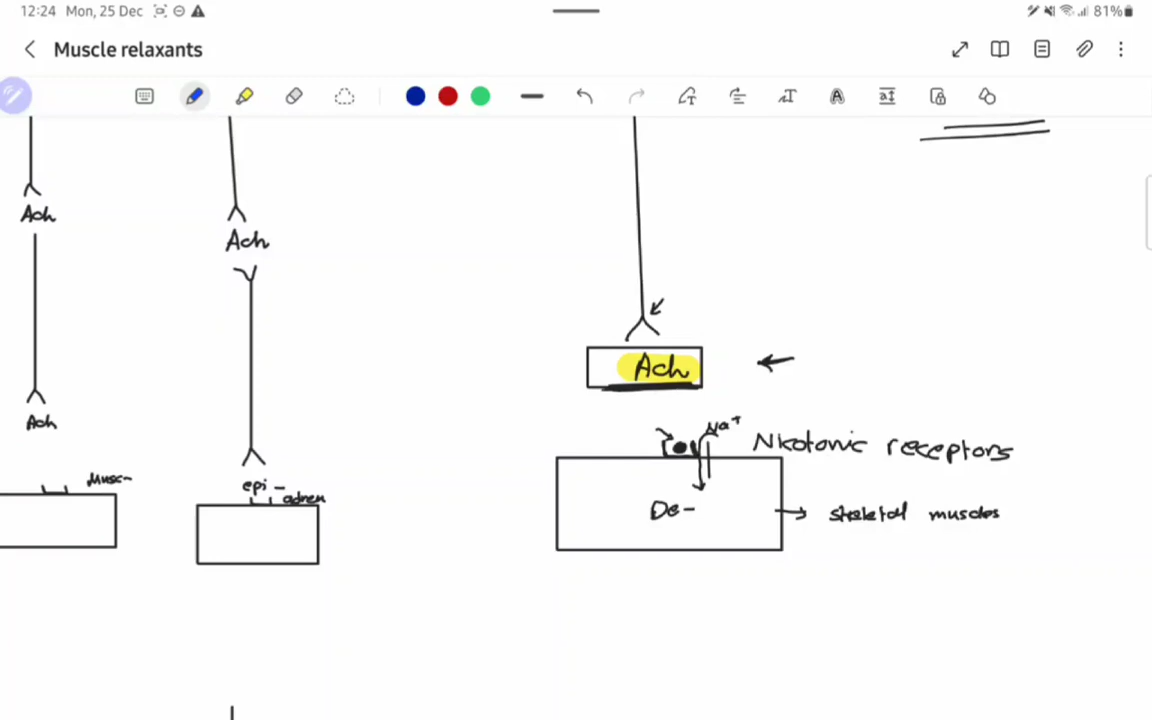 12:24 Mon, 25 Dec 81%
Muscle relaxants
Ach
Ach
Ach
Ach
Na+
Nicotonic receptors
Musc-
epi -
adren
De-
skeletal muscles